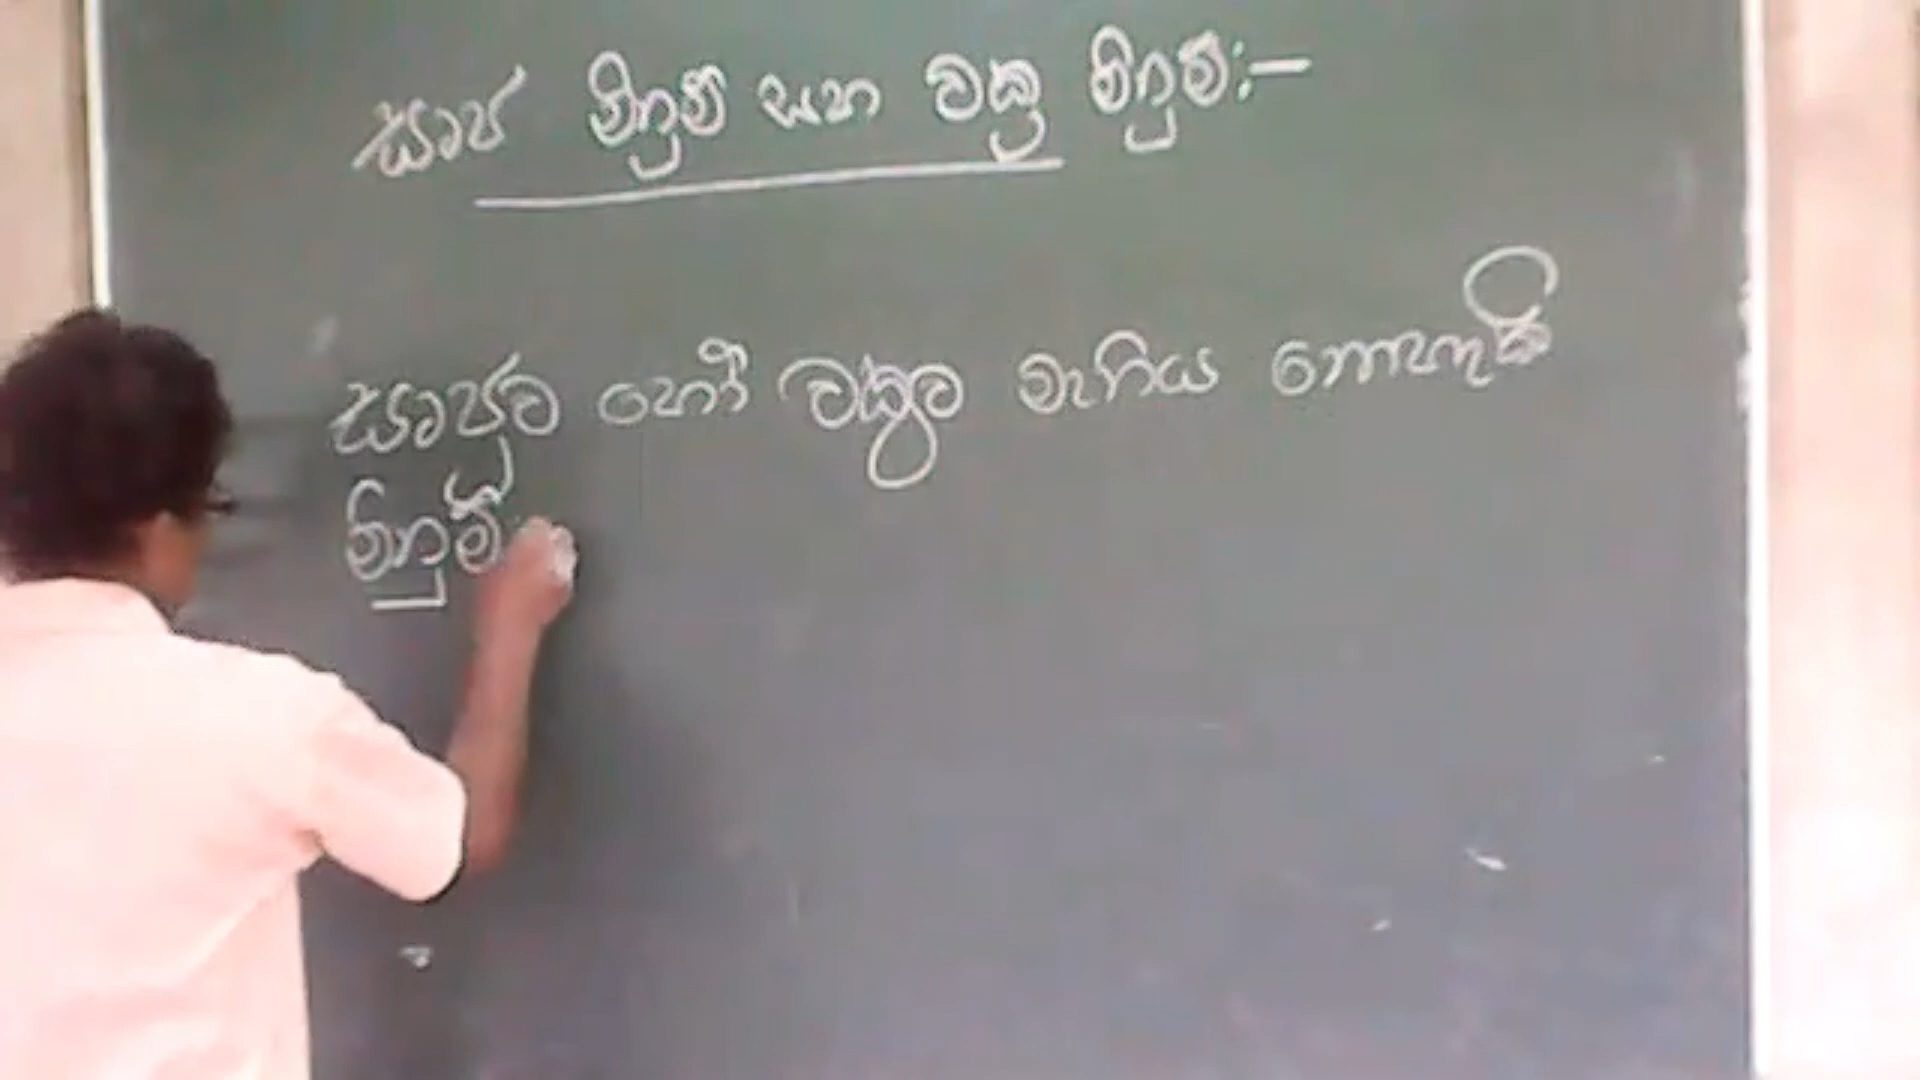 සෘජු මිනුම් සහ වක්‍ර මිනුම්:-
සෘජුව හෝ වක්‍රව මැනිය නොහැකි
මිනුම්